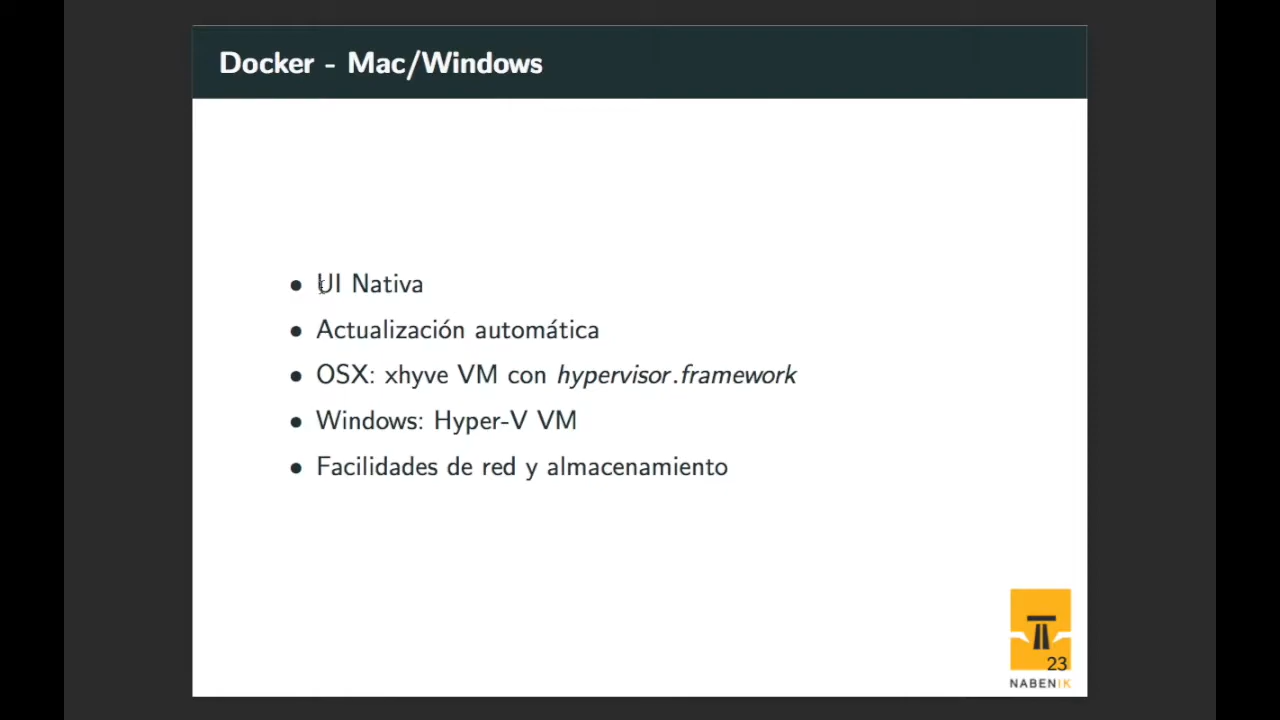 Docker - Mac/Windows
• UI Nativa
• Actualización automática
• OSX: xhyve VM con hypervisor.framework
• Windows: Hyper-V VM
• Facilidades de red y almacenamiento
23
NABENIK